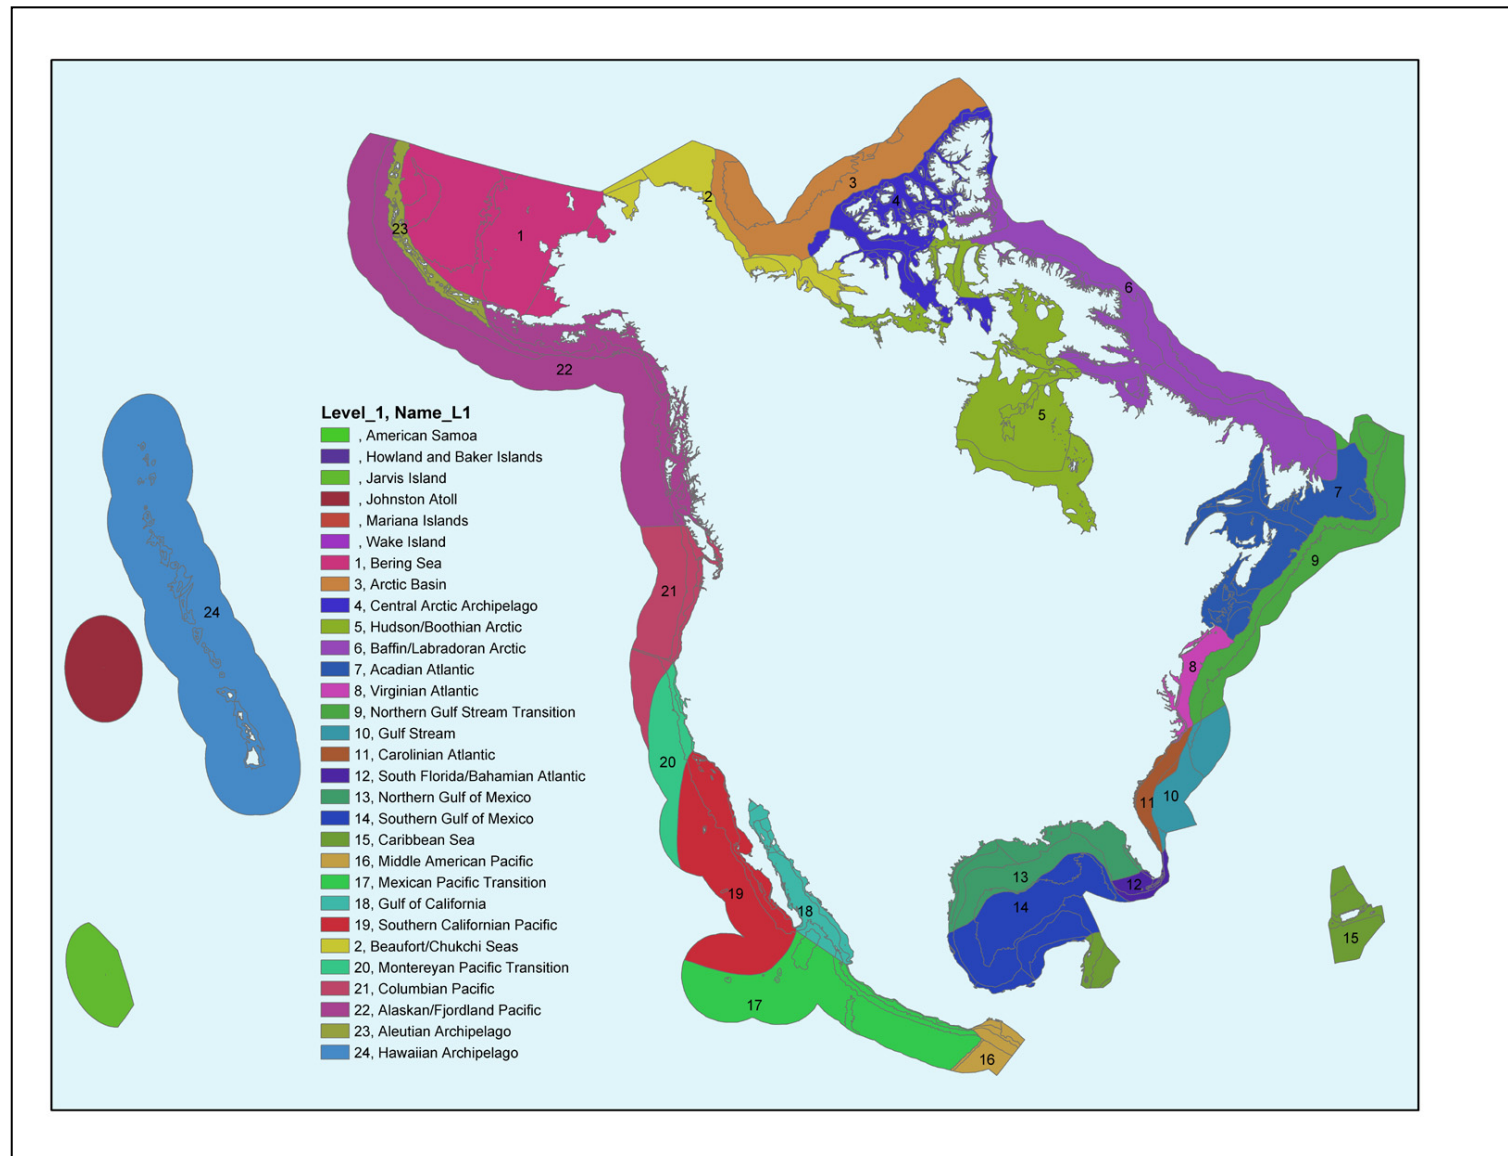 3
4
2
23
1
6
22
Level_1, Name_L1
, American Samoa
, Howland and Baker Islands
, Jarvis Island
, Johnston Atoll
, Mariana Islands
, Wake Island
1, Bering Sea
3, Arctic Basin
4, Central Arctic Archipelago
5, Hudson/Boothian Arctic
6, Baffin/Labradoran Arctic
7, Acadian Atlantic
8, Virginian Atlantic
9, Northern Gulf Stream Transition
10, Gulf Stream
11, Carolinian Atlantic
12, South Florida/Bahamian Atlantic
13, Northern Gulf of Mexico
14, Southern Gulf of Mexico
15, Caribbean Sea
16, Middle American Pacific
17, Mexican Pacific Transition
18, Gulf of California
19, Southern Californian Pacific
2, Beaufort/Chukchi Seas
20, Montereyan Pacific Transition
21, Columbian Pacific
22, Alaskan/Fjordland Pacific
23, Aleutian Archipelago
24, Hawaiian Archipelago
5
7
9
21
24
8
20
10
11
13
12
19
14
18
15
17
16